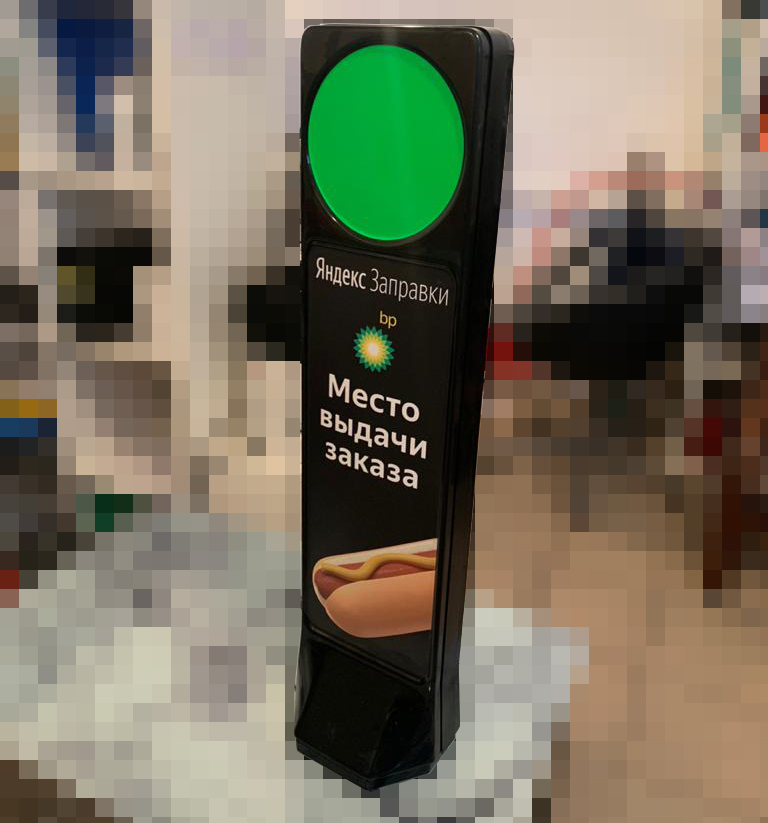 Яндекс Заправки
bp
Место
выдачи
заказа